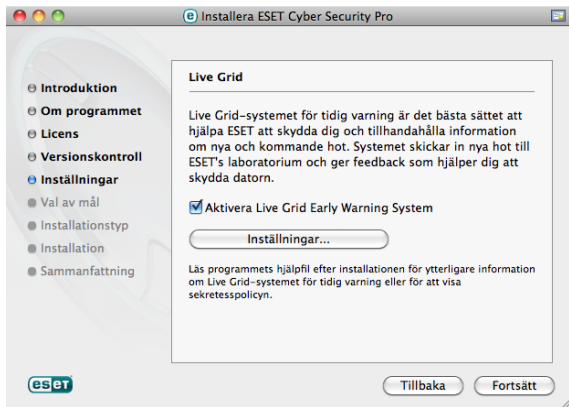 Installera ESET Cyber Security Pro
Introduktion
Om programmet
Licens
Versionskontroll
Inställningar
Val av mål
Installationstyp
Installation
Sammanfattning
Live Grid
Live Grid-systemet för tidig varning är det bästa sättet att
hjälpa ESET att skydda dig och tillhandahålla information
om nya och kommande hot. Systemet skickar in nya hot till
ESET's laboratorium och ger feedback som hjälper dig att
skydda datorn.
Aktivera Live Grid Early Warning System
Inställningar...
Läs programmets hjälpfil efter installationen för ytterligare information
om Live Grid-systemet för tidig varning eller för att visa
sekretesspolicyn.
eset
Tillbaka
Fortsätt